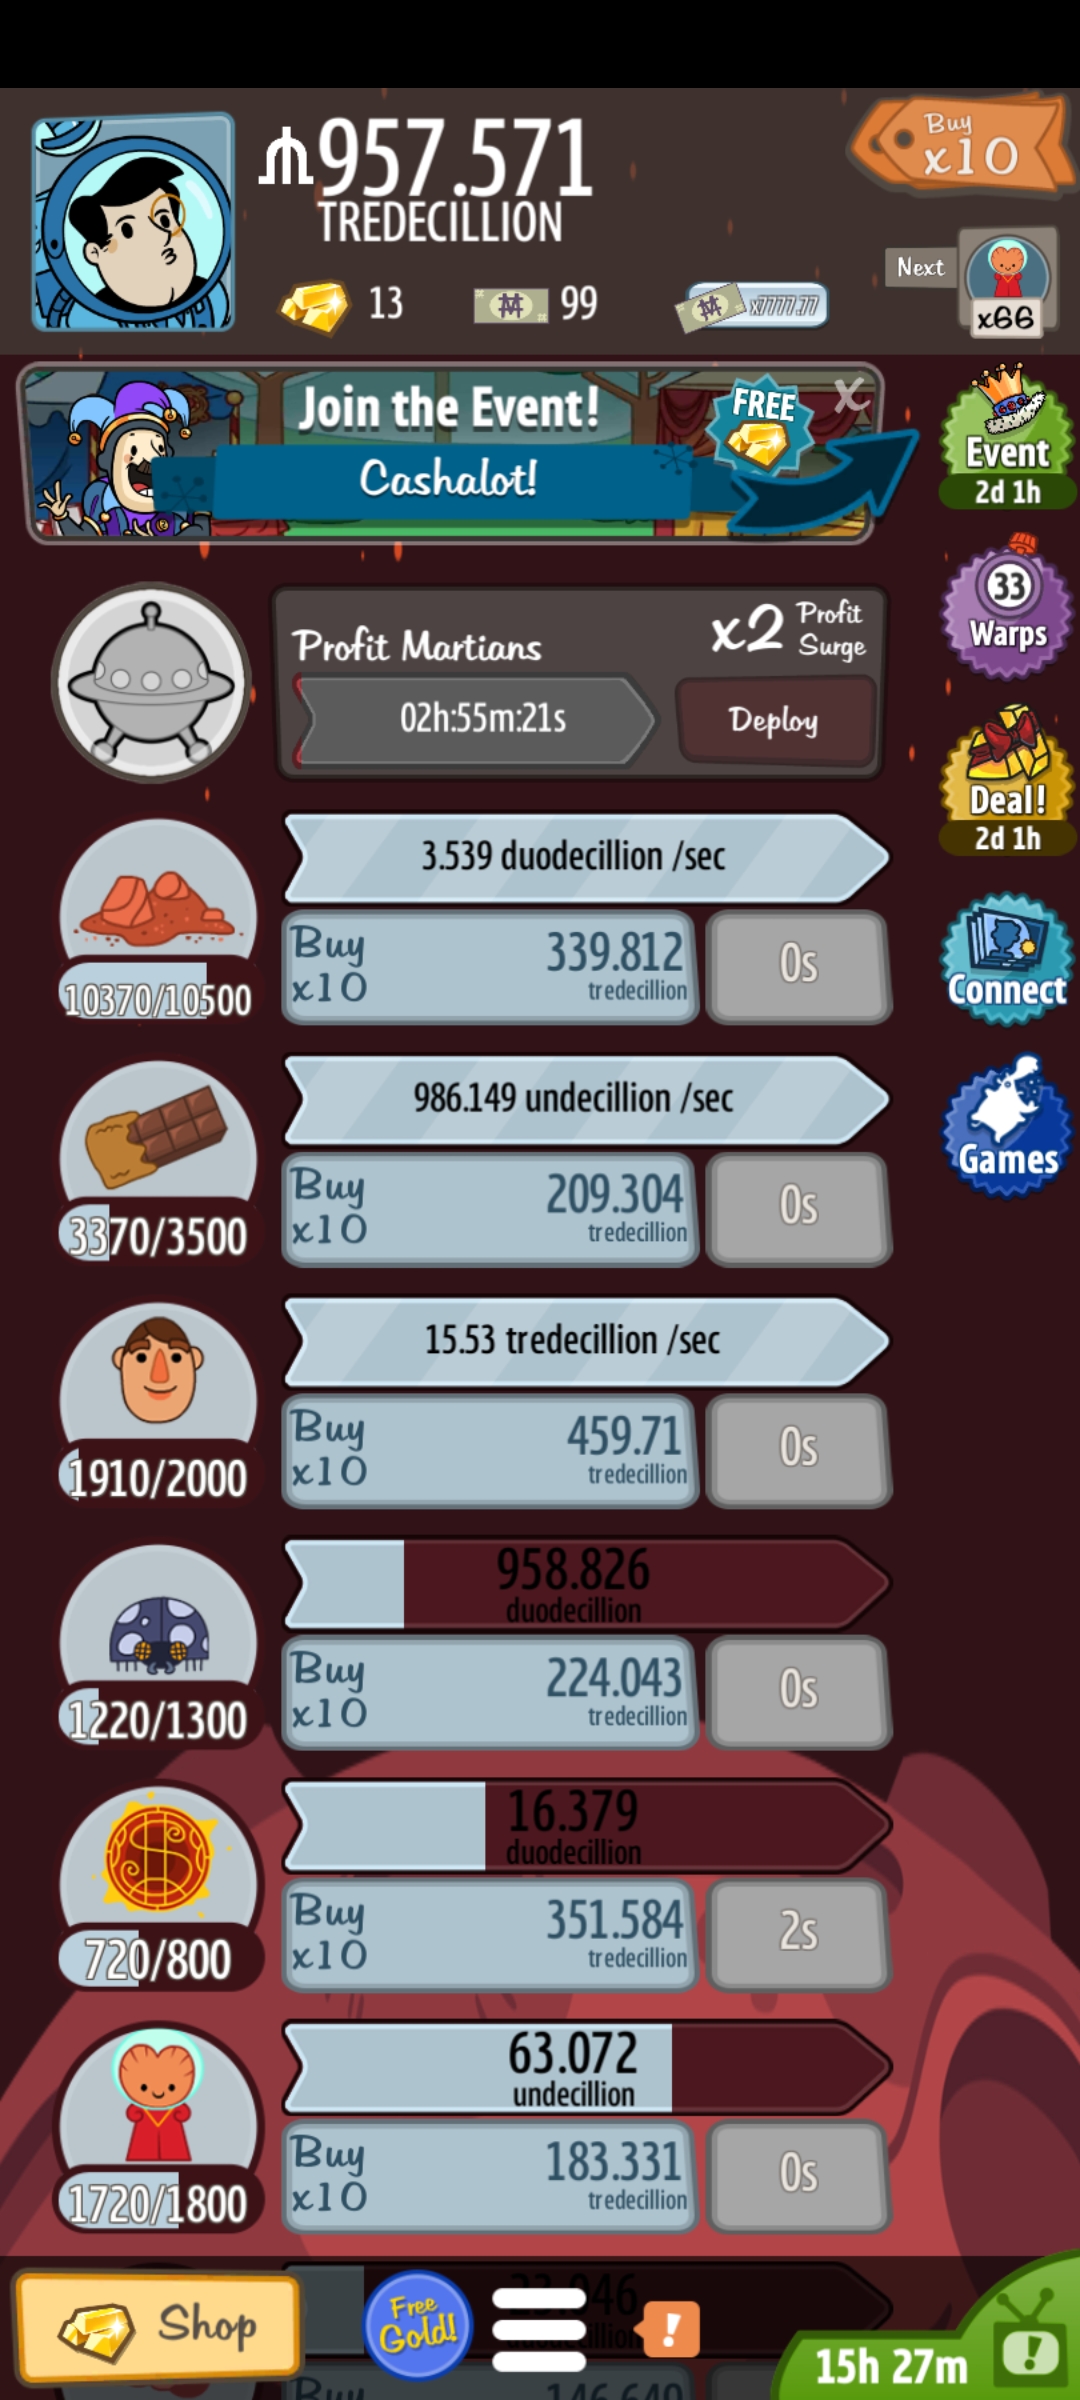 957.571
TREDECILLION
Buy
x10
13
99
x7777.77
Next
x66
Join the Event!
Cashalot!
FREE
X
Event
2d 1h
33
Warps
Deal!
2d 1h
Connect
Games
Profit Martians
x2 Profit
Surge
02h:55m:21s
Deploy
3.539 duodecillion /sec
10370/10500
Buy
x10
339.812
tredecillion
0s
986.149 undecillion /sec
3370/3500
Buy
x10
209.304
tredecillion
0s
15.53 tredecillion /sec
1910/2000
Buy
x10
459.71
tredecillion
0s
958.826
duodecillion
1220/1300
Buy
x10
224.043
tredecillion
0s
16.379
duodecillion
720/800
Buy
x10
351.584
tredecillion
2s
63.072
undecillion
1720/1800
Buy
x10
183.331
tredecillion
0s
Shop
Free
Gold!
!
15h 27m
!
Buy